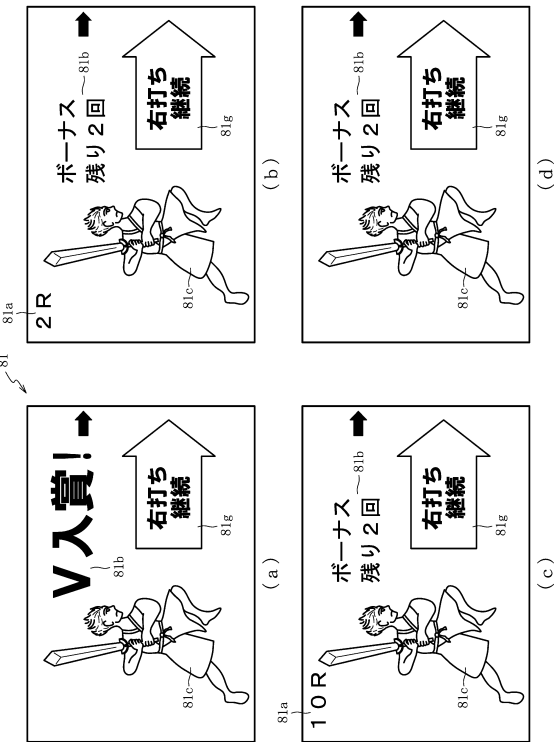 81
V入賞!
81b
右打ち
継続
81g
81c
(a)
81a
2R
ボーナス
残り2回
81b
右打ち
継続
81g
81c
(b)
81a
10R
ボーナス
残り2回
81b
右打ち
継続
81g
81c
(c)
ボーナス
残り2回
81b
右打ち
継続
81g
81c
(d)